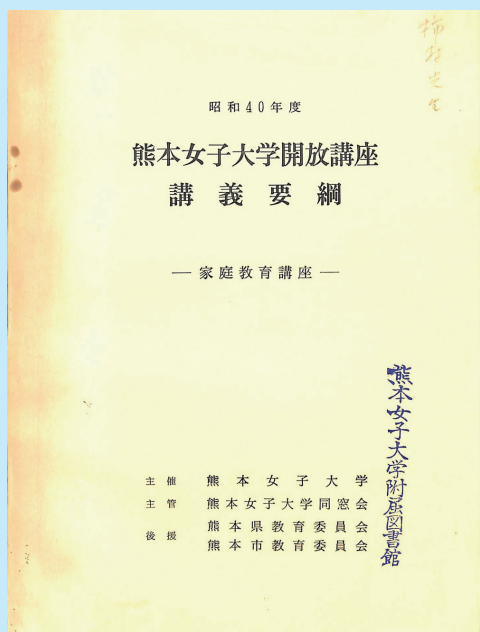 昭和40年度
熊本女子大学開放講座
講義要綱
― 家庭教育講座 ―
主催 熊本女子大学
主管 熊本女子大学同窓会
後援 熊本県教育委員会
熊本市教育委員会
熊本女子大学附属図書館